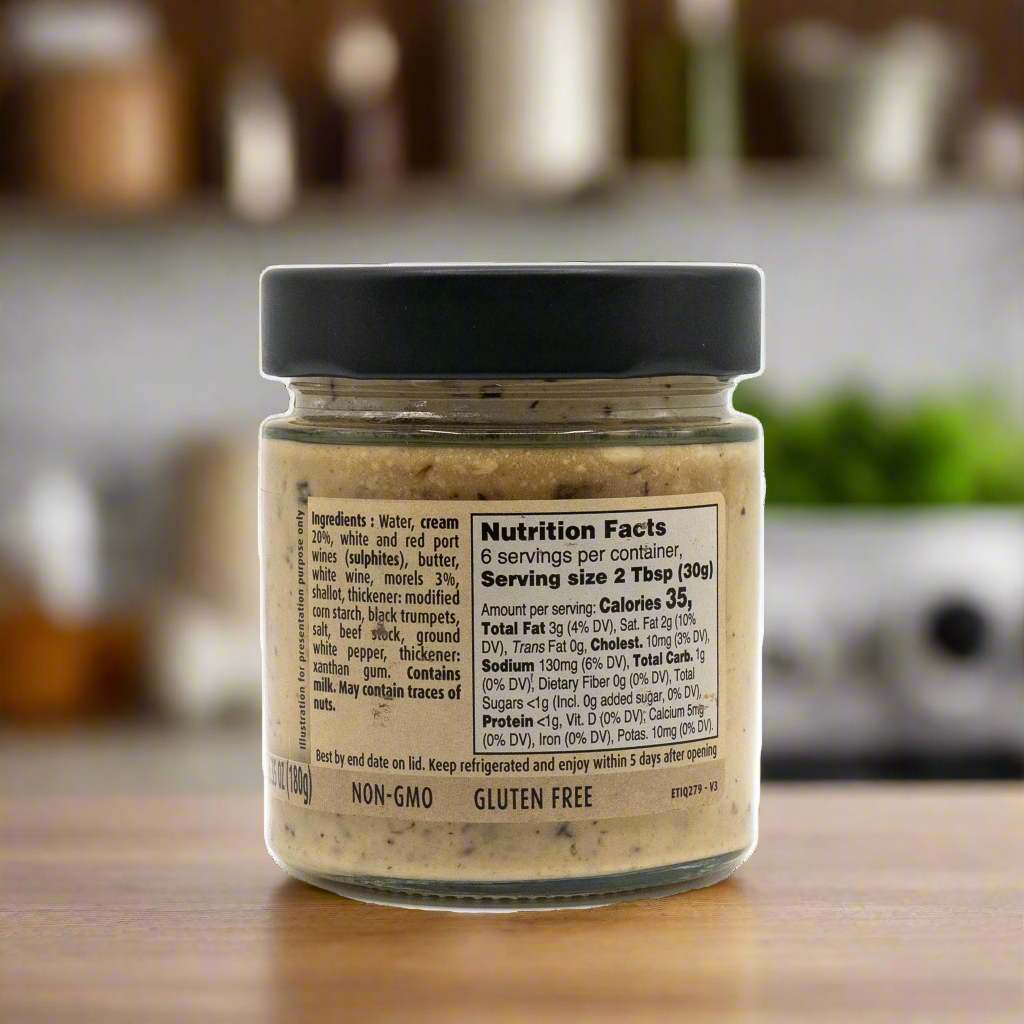 Illustration for presentation purpose only
Ingredients : Water, cream
20%, white and red port
wines (sulphites), butter,
white wine, morels 3%,
shallot, thickener: modified
corn starch, black trumpets,
salt, beef stock, ground
white pepper, thickener:
xanthan gum. Contains
milk. May contain traces of
nuts.
Nutrition Facts
6 servings per container,
Serving size 2 Tbsp (30g)
Amount per serving: Calories 35,
Total Fat 3g (4% DV), Sat. Fat 2g (10%
DV), Trans Fat 0g, Cholest. 10mg (3% DV),
Sodium 130mg (6% DV), Total Carb. 1g
(0% DV), Dietary Fiber 0g (0% DV), Total
Sugars <1g (Incl. 0g added sugar, 0% DV),
Protein <1g, Vit. D (0% DV), Calcium 5mg
(0% DV), Iron (0% DV), Potas. 10mg (0% DV).
Best by end date on lid. Keep refrigerated and enjoy within 5 days after opening
OZ (180g)
NON-GMO GLUTEN FREE
ETIQ279 - V3